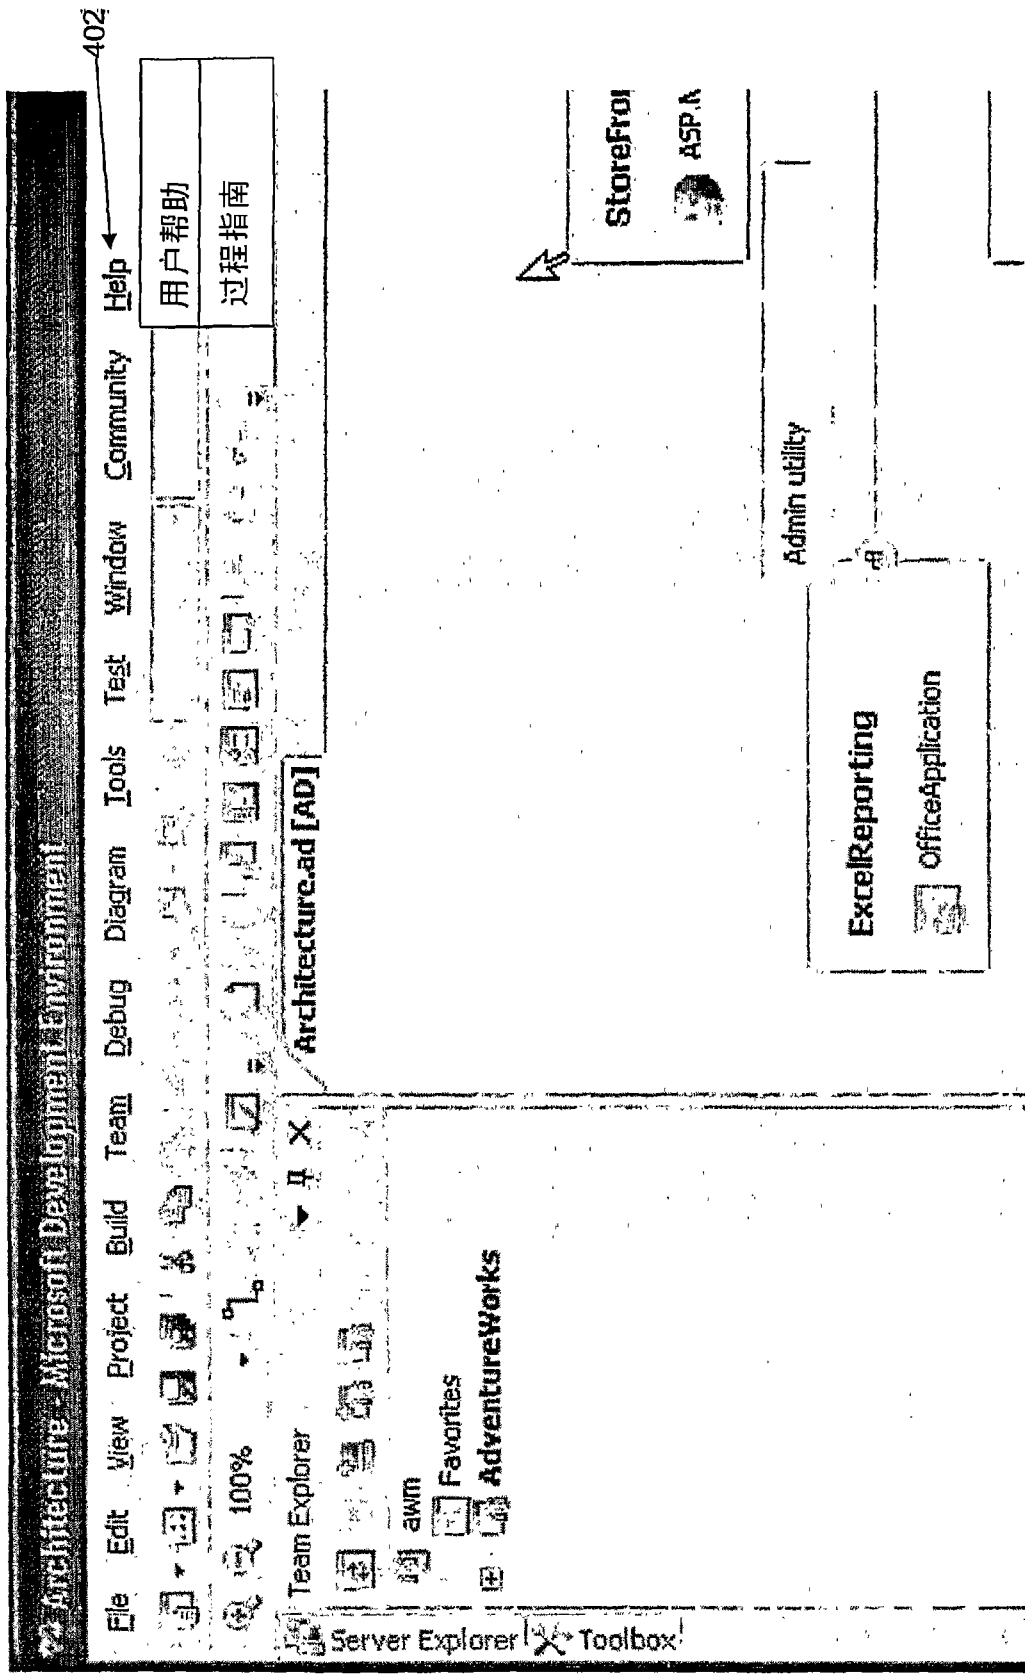 402
Architecture - Microsoft Development Environment
File Edit View Project Build Team Debug Diagram Tools Test Window Community Help
用户帮助
过程指南
100%
Team Explorer
Architecture.ad [AD]
awm
Favorites
AdventureWorks
Server Explorer
Toolbox
StoreFro
ASP.N
Admin utility
ExcelReporting
OfficeApplication